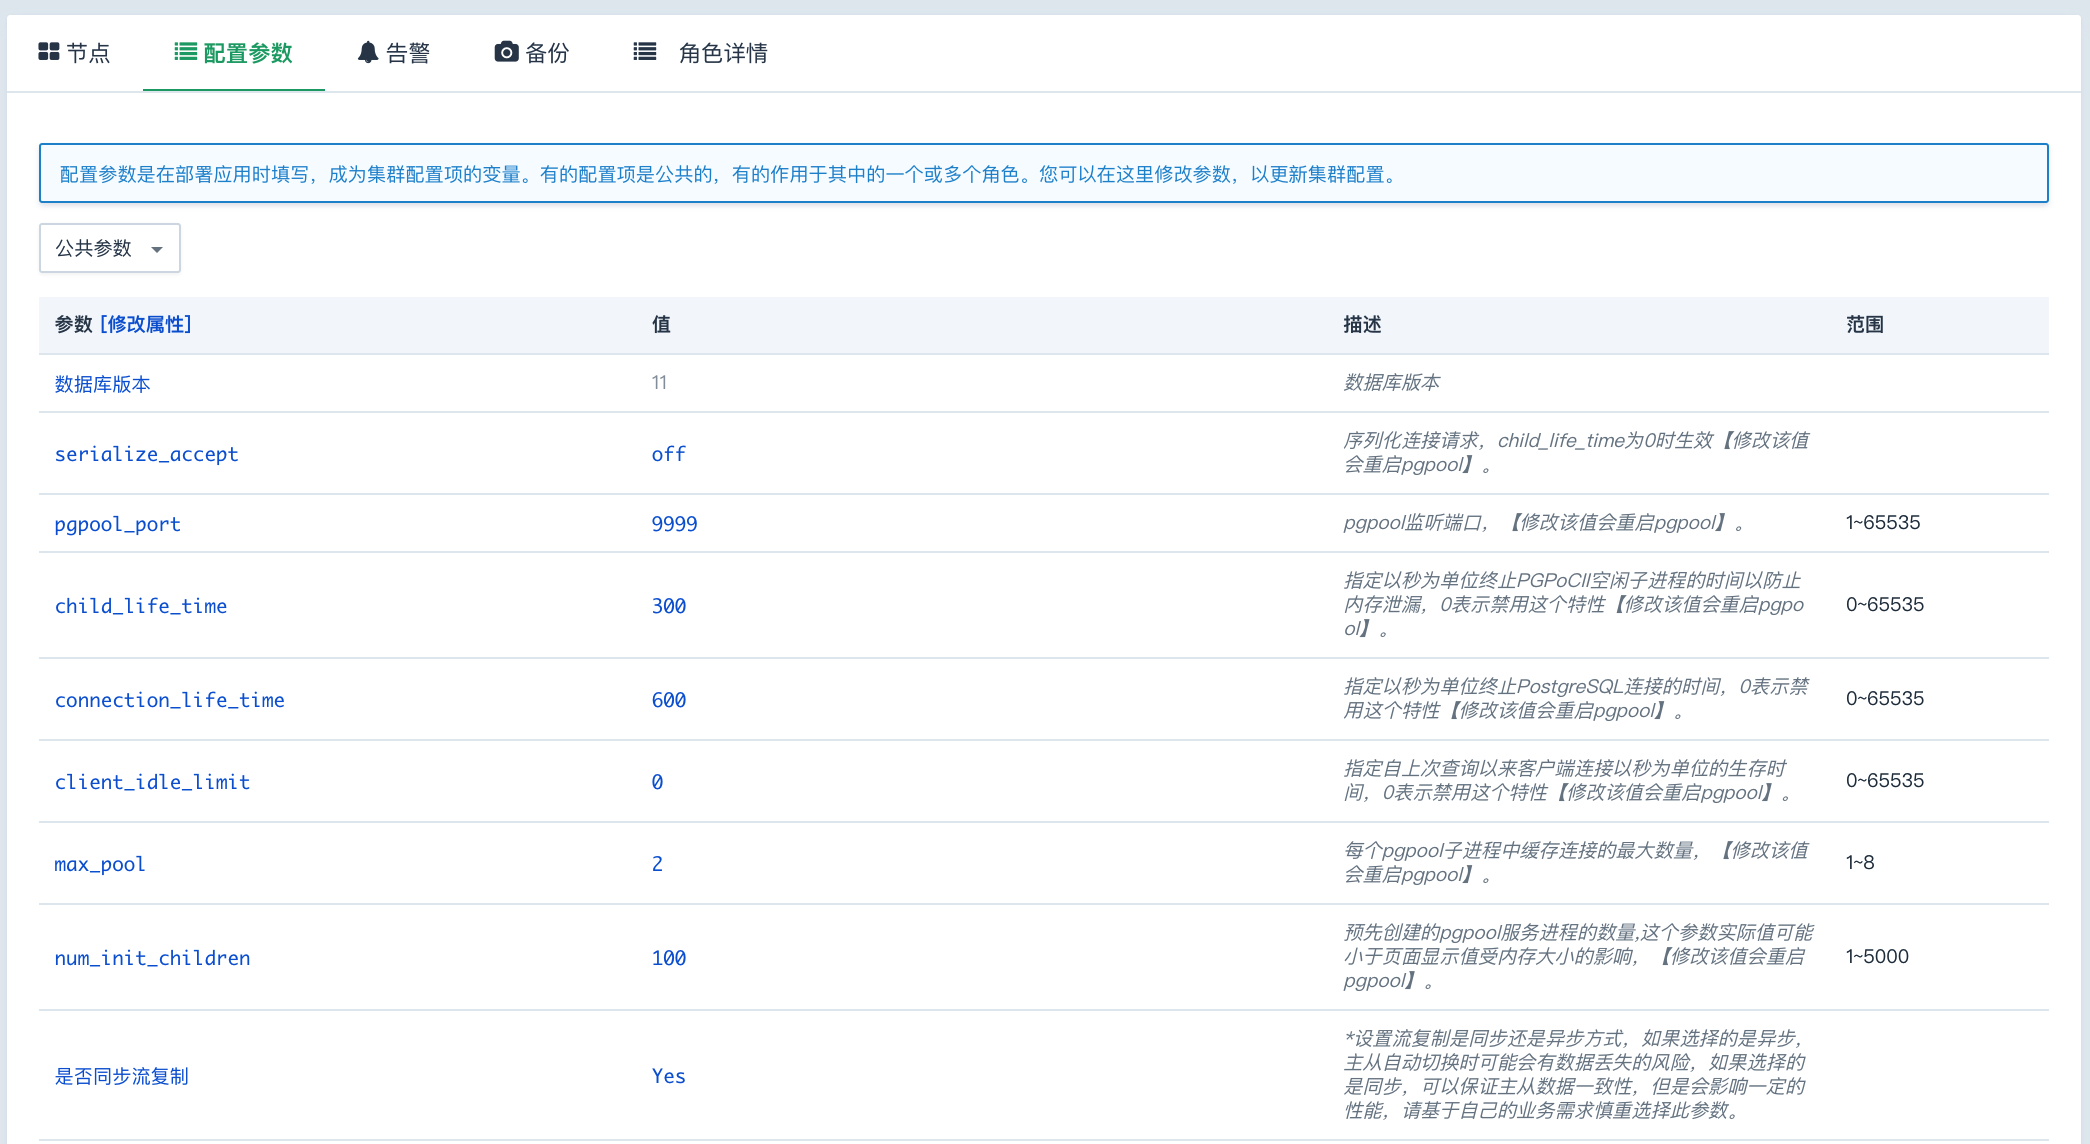 节点 配置参数 告警 备份 角色详情
配置参数是在部署应用时填写，成为集群配置项的变量。有的配置项是公共的，有的作用于其中的一个或多个角色。您可以在这里修改参数，以更新集群配置。
公共参数
参数 [修改属性] 值 描述 范围
数据库版本 11 数据库版本
serialize_accept off 序列化连接请求，child_life_time为0时生效【修改该值
会重启pgpool】。
pgpool_port 9999 pgpool监听端口，【修改该值会重启pgpool】。 1~65535
child_life_time 300 指定以秒为单位终止PGPoCII空闲子进程的时间以防止
内存泄漏，0表示禁用这个特性【修改该值会重启pgpo
ol】。 0~65535
connection_life_time 600 指定以秒为单位终止PostgreSQL连接的时间，0表示禁
用这个特性【修改该值会重启pgpool】。 0~65535
client_idle_limit 0 指定自上次查询以来客户端连接以秒为单位的生存时
间，0表示禁用这个特性【修改该值会重启pgpool】。 0~65535
max_pool 2 每个pgpool子进程中缓存连接的最大数量，【修改该值
会重启pgpool】。 1~8
num_init_children 100 预先创建的pgpool服务进程的数量,这个参数实际值可能
小于页面显示值受内存大小的影响，【修改该值会重启
pgpool】。 1~5000
是否同步流复制 Yes *设置流复制是同步还是异步方式，如果选择的是异步，
主从自动切换时可能会有数据丢失的风险，如果选择的
是同步，可以保证主从数据一致性，但是会影响一定的
性能，请基于自己的业务需求慎重选择此参数。